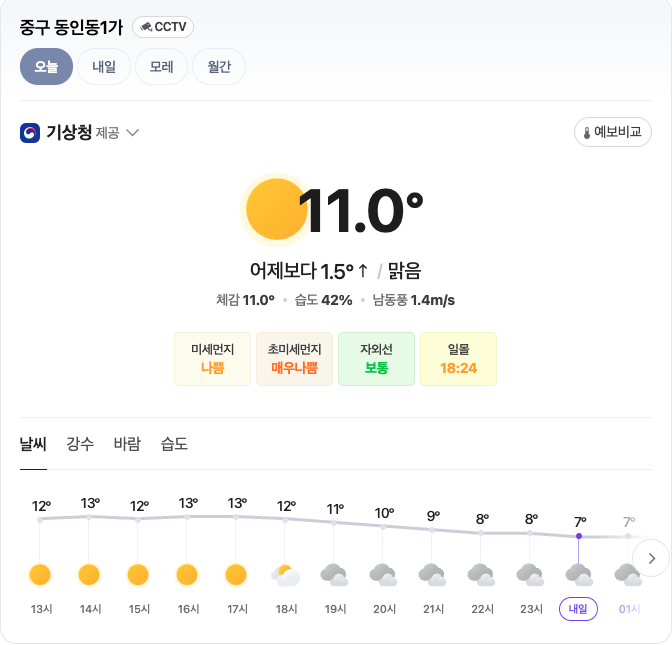 중구 동인동1가 CCTV
오늘 내일 모레 월간
기상청 제공 예보비교
11.0°
어제보다 1.5° ↑ / 맑음
체감 11.0° • 습도 42% • 남동풍 1.4m/s
미세먼지 초미세먼지 자외선 일몰
나쁨 매우나쁨 보통 18:24
날씨 강수 바람 습도
12° 13° 12° 13° 13° 12° 11° 10° 9° 8° 8° 7° 7°
13시 14시 15시 16시 17시 18시 19시 20시 21시 22시 23시 내일 01시